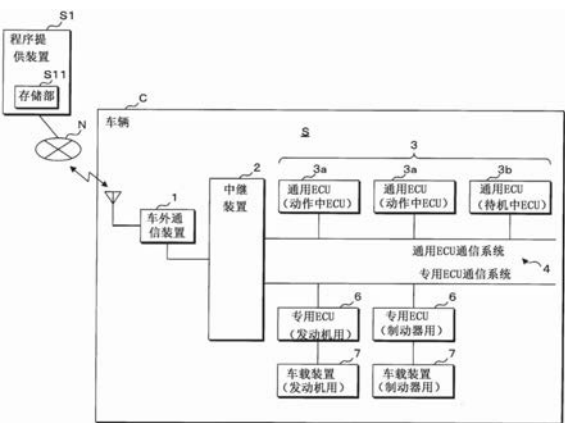 S1
程序提
供装置
S11
存储部
N
C
车辆
S
3
1
车外通
信装置
2
中继
装置
3a
通用ECU
(动作中ECU)
3a
通用ECU
(动作中ECU)
3b
通用ECU
(待机中ECU)
通用ECU通信系统
4
专用ECU通信系统
6
专用ECU
(发动机用)
6
专用ECU
(制动器用)
7
车载装置
(发动机用)
7
车载装置
(制动器用)